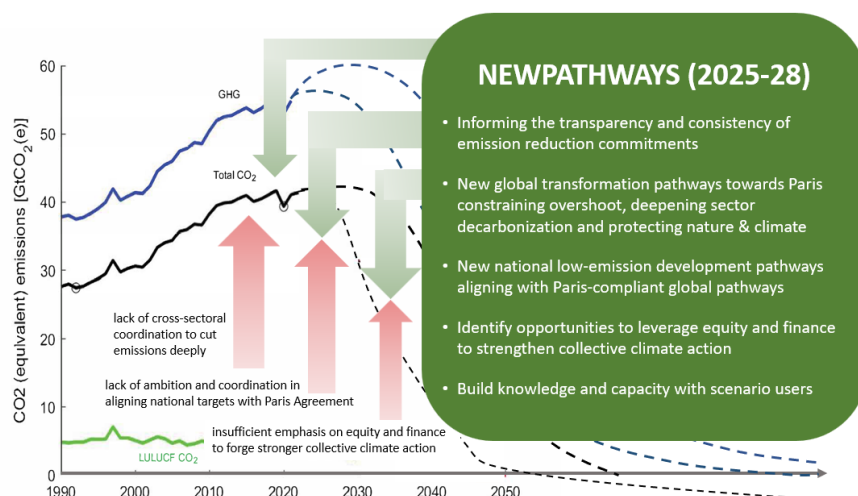 NEWPATHWAYS (2025-28)
• Informing the transparency and consistency of
emission reduction commitments
• New global transformation pathways towards Paris
constraining overshoot, deepening sector
decarbonization and protecting nature & climate
• New national low-emission development pathways
aligning with Paris-compliant global pathways
• Identify opportunities to leverage equity and finance
to strengthen collective climate action
• Build knowledge and capacity with scenario users
CO2 (equivalent) emissions [GtCO2(e)]
60
50
40
30
20
10
0
GHG
Total CO2
lack of cross-sectoral
coordination to cut
emissions deeply
lack of ambition and coordination in
aligning national targets with Paris Agreement
insufficient emphasis on equity and finance
to forge stronger collective climate action
LULUCF CO2
1990 2000 2010 2020 2030 2040 2050